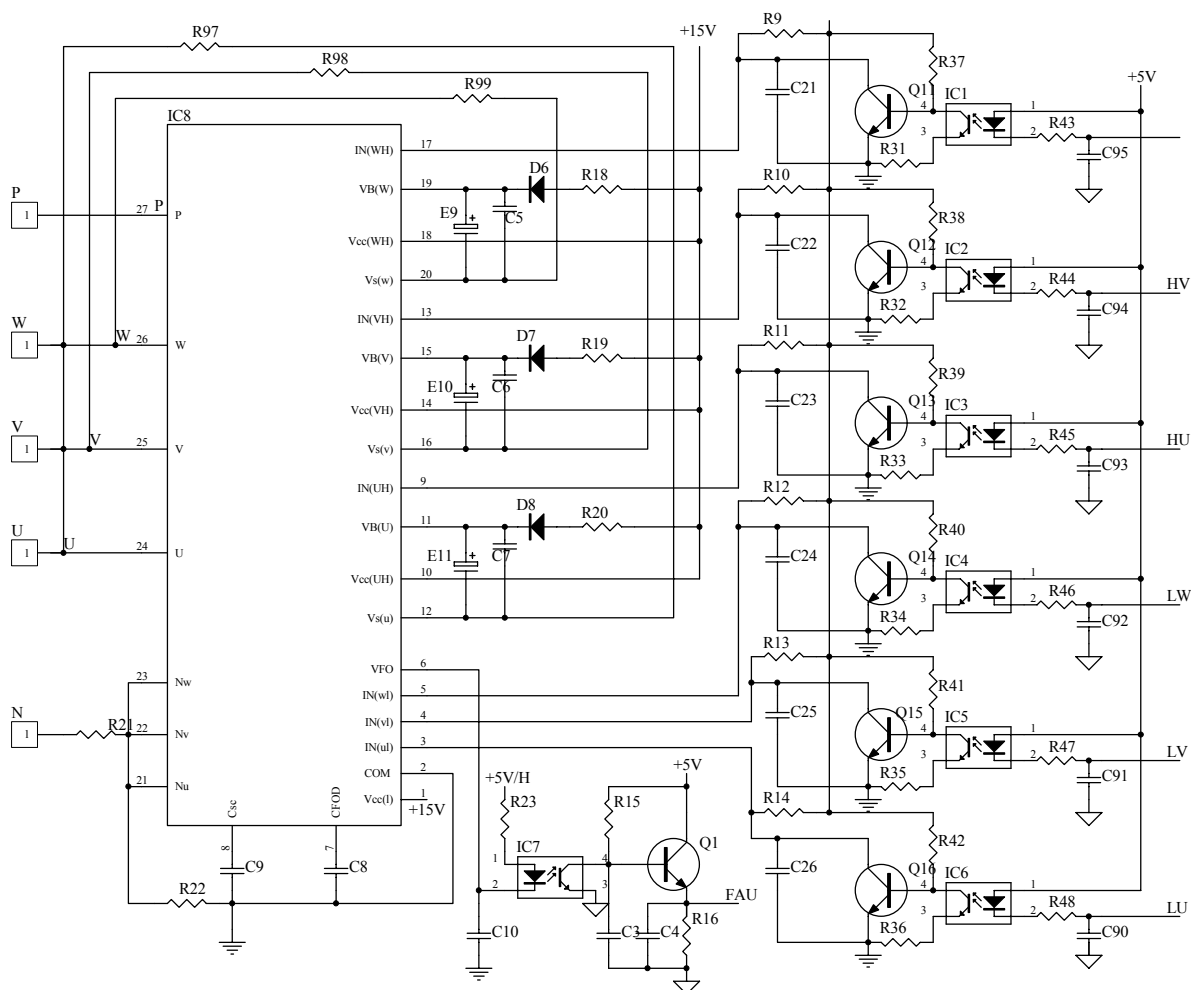 R97
R98
R99
IC8
+15V
R9
C21
R37
Q11
IC1
4
3
1
2
R43
+5V
R31
C95
IN(WH)
17
D6
R18
VB(W)
19
E9
+
C5
P
1
27
P
P
Vcc(WH)
18
Vs(w)
20
R10
C22
R38
Q12
IC2
4
3
1
2
R44
HV
R32
C94
IN(VH)
13
W
1
W
26
W
VB(V)
15
D7
R19
E10
+
C6
Vcc(VH)
14
V
1
V
25
V
Vs(v)
16
R11
C23
R39
Q13
IC3
4
3
1
2
R45
HU
R33
C93
IN(UH)
9
D8
R20
VB(U)
11
E11
+
C7
U
1
U
24
U
Vcc(UH)
10
Vs(u)
12
R12
C24
R40
Q14
IC4
4
3
1
2
R46
LW
R34
C92
VFO
6
23
Nw
IN(wl)
5
R13
C25
R41
Q15
IC5
4
3
1
2
R47
LV
R35
C91
N
1
R21
22
Nv
IN(vl)
4
IN(ul)
3
21
Nu
COM
2
Vcc(l)
1
+15V
Csc
8
C9
CFOD
7
C8
R22
+5V/H
R23
R15
+5V
IC7
1
2
4
3
Q1
FAU
R16
C10
C3
C4
R14
C26
R42
Q16
IC6
4
3
1
2
R48
LU
R36
C90